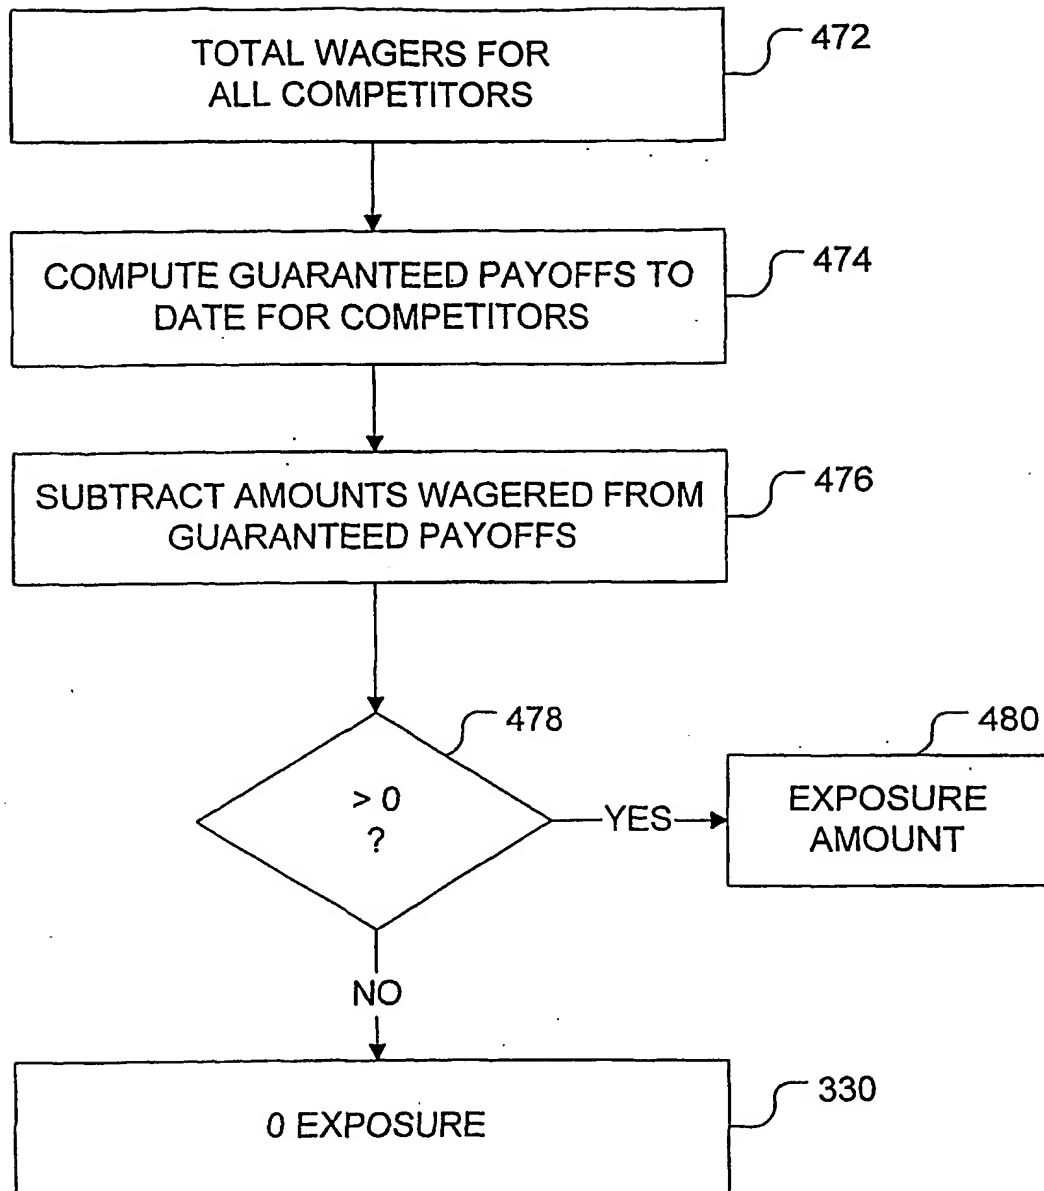 TOTAL WAGERS FOR
ALL COMPETITORS
472
COMPUTE GUARANTEED PAYOFFS TO
DATE FOR COMPETITORS
474
SUBTRACT AMOUNTS WAGERED FROM
GUARANTEED PAYOFFS
476
> 0
?
478
YES
EXPOSURE
AMOUNT
480
NO
0 EXPOSURE
330